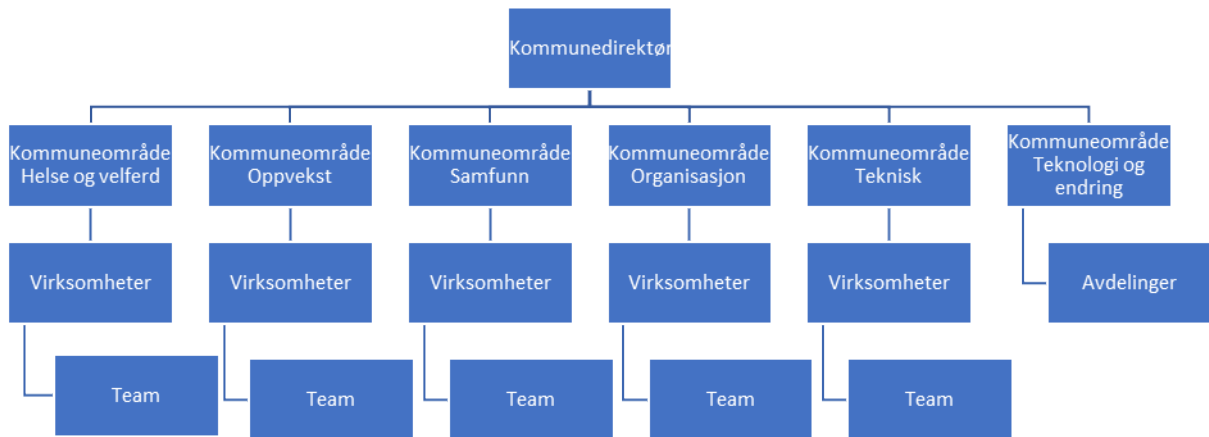 Kommunedirektør
Kommuneområde
Helse og velferd
Kommuneområde
Oppvekst
Kommuneområde
Samfunn
Kommuneområde
Organisasjon
Kommuneområde
Teknisk
Kommuneområde
Teknologi og
endring
Virksomheter
Virksomheter
Virksomheter
Virksomheter
Virksomheter
Avdelinger
Team
Team
Team
Team
Team